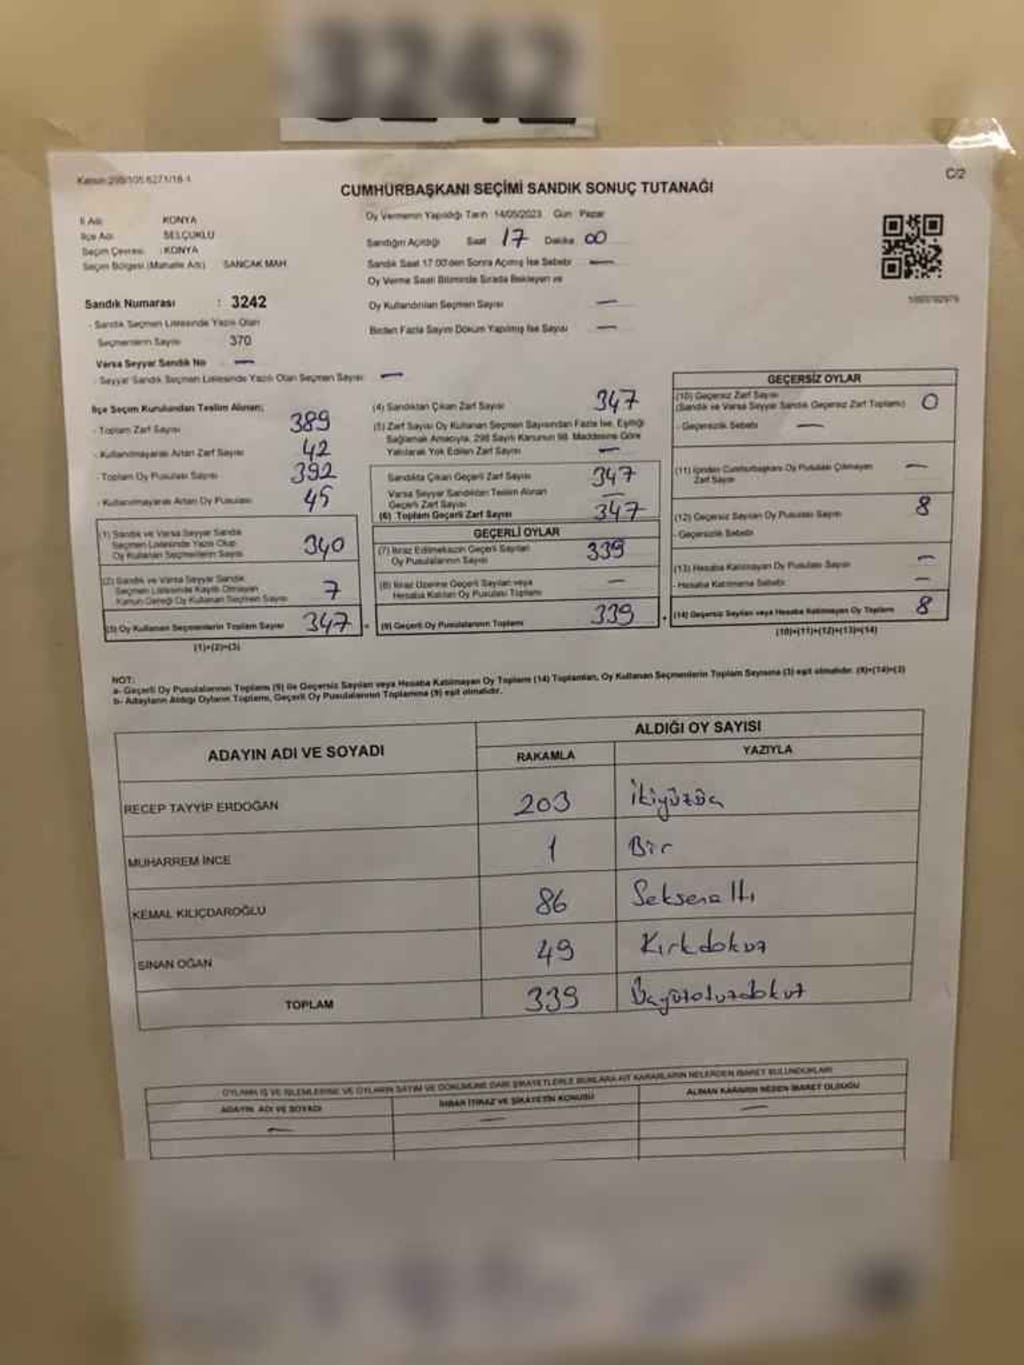 3242
C/2
CUMHURBAŞKANI SEÇİMİ SANDIK SONUÇ TUTANAĞI
İl Adı KONYA
İlçe Adı SELÇUKLU
Seçim Çevresi : KONYA
Seçim Bölgesi (Mahalle Adı) SANCAK MAH
Oy Vermenin Yapıldığı Tarih 14/05/2023 Gün Pazar
Sandığın Açıldığı Saat 17 Dakika 00
Sandık Saat 17:00'den Sonra Açılmış İse Sebebi —
Oy Verme Saati Bitiminde Sırada Bekleyen ve
Oy Kullandırılan Seçmen Sayısı —
Birden Fazla Sayım Döküm Yapılmış İse Sayısı —
Sandık Numarası : 3242
- Sandık Seçmen Listesinde Yazılı Olan
Seçmenlerin Sayısı 370
Varsa Seyyar Sandık No —
- Seyyar Sandık Seçmen Listesinde Yazılı Olan Seçmen Sayısı —
İlçe Seçim Kurulundan Teslim Alınan;
- Toplam Zarf Sayısı 389
- Kullanılmayarak Artan Zarf Sayısı 42
- Toplam Oy Pusulası Sayısı 392
- Kullanılmayarak Artan Oy Pusulası 45
(1) Sandık ve Varsa Seyyar Sandık
Seçmen Listesinde Yazılı Olup
Oy Kullanan Seçmenlerin Sayısı 340
(2) Sandık ve Varsa Seyyar Sandık
Seçmen Listesinde Kayıtlı Olmayan
Kanun Gereği Oy Kullanan Seçmen Sayısı 7
(3) Oy Kullanan Seçmenlerin Toplam Sayısı 347 =
(1)+(2)=(3)
(4) Sandıktan Çıkan Zarf Sayısı 347
(5) Zarf Sayısı Oy Kullanan Seçmen Sayısından Fazla İse, Eşitliği
Sağlamak Amacıyla, 298 Sayılı Kanunun 98. Maddesine Göre
Yakılarak Yok Edilen Zarf Sayısı —
Sandıkta Çıkan Geçerli Zarf Sayısı 347
Varsa Seyyar Sandıktan Teslim Alınan
Geçerli Zarf Sayısı —
(6) Toplam Geçerli Zarf Sayısı 347
GEÇERLİ OYLAR
(7) İtiraz Edilmeksizin Geçerli Sayılan
Oy Pusulasının Sayısı 339
(8) İtiraz Üzerine Geçerli Sayılan veya
Hesaba Katılan Oy Pusulası Toplamı —
(9) Geçerli Oy Pusulalarının Toplamı 339 +
GEÇERSİZ OYLAR
(10) Geçersiz Zarf Sayısı
(Sandık ve Varsa Seyyar Sandık Geçersiz Zarf Toplamı) 0
- Geçersizlik Sebebi —
(11) İçinden Cumhurbaşkanı Oy Pusulası Çıkmayan
Zarf Sayısı —
(12) Geçersiz Sayılan Oy Pusulası Sayısı 8
- Geçersizlik Sebebi
(13) Hesaba Katılmayan Oy Pusulası Sayısı —
- Hesaba Katılmama Sebebi —
(14) Geçersiz Sayılan veya Hesaba Katılmayan Oy Toplamı 8
(10)+(11)+(12)+(13)=(14)
NOT:
a- Geçerli Oy Pusulalarının Toplamı (9) ile Geçersiz Sayılan veya Hesaba Katılmayan Oy Toplamı (14) Toplamları, Oy Kullanan Seçmenlerin Toplam Sayısına (3) eşit olmalıdır. (9)+(14)=(3)
b- Adayların Aldığı Oyların Toplamı, Geçerli Oy Pusulalarının Toplamına (9) eşit olmalıdır.
ADAYIN ADI VE SOYADI
ALDIĞI OY SAYISI
RAKAMLA YAZIYLA
RECEP TAYYİP ERDOĞAN 203 İkiyüzüç
MUHARREM İNCE 1 Bir
KEMAL KILIÇDAROĞLU 86 Seksenaltı
SİNAN OĞAN 49 Kırkdokuz
TOPLAM 339 Üçyüzotuzdokuz
OYLAMA İŞ VE İŞLEMLERİNE VE OYLARIN SAYIM VE DÖKÜMÜNE DAİR ŞİKAYETLERLE BUNLARA AİT KARARLARIN NELERDEN İBARET BULUNDUKLARI
ADAYIN ADI VE SOYADI İHBAR İTİRAZ VE ŞİKAYETİN KONUSU ALINAN KARARIN NEDEN İBARET OLDUĞU
— — —